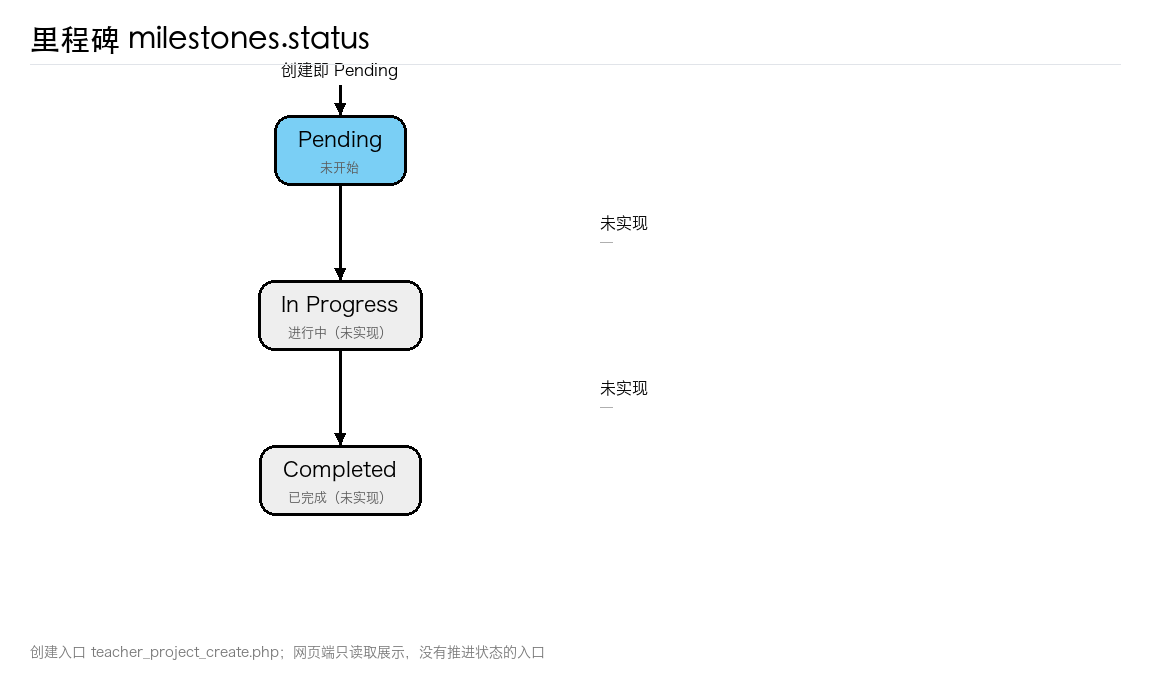 里程碑 milestones.status
创建即 Pending
Pending
未开始
未实现
—
In Progress
进行中（未实现）
未实现
—
Completed
已完成（未实现）
创建入口 teacher_project_create.php；网页端只读取展示，没有推进状态的入口